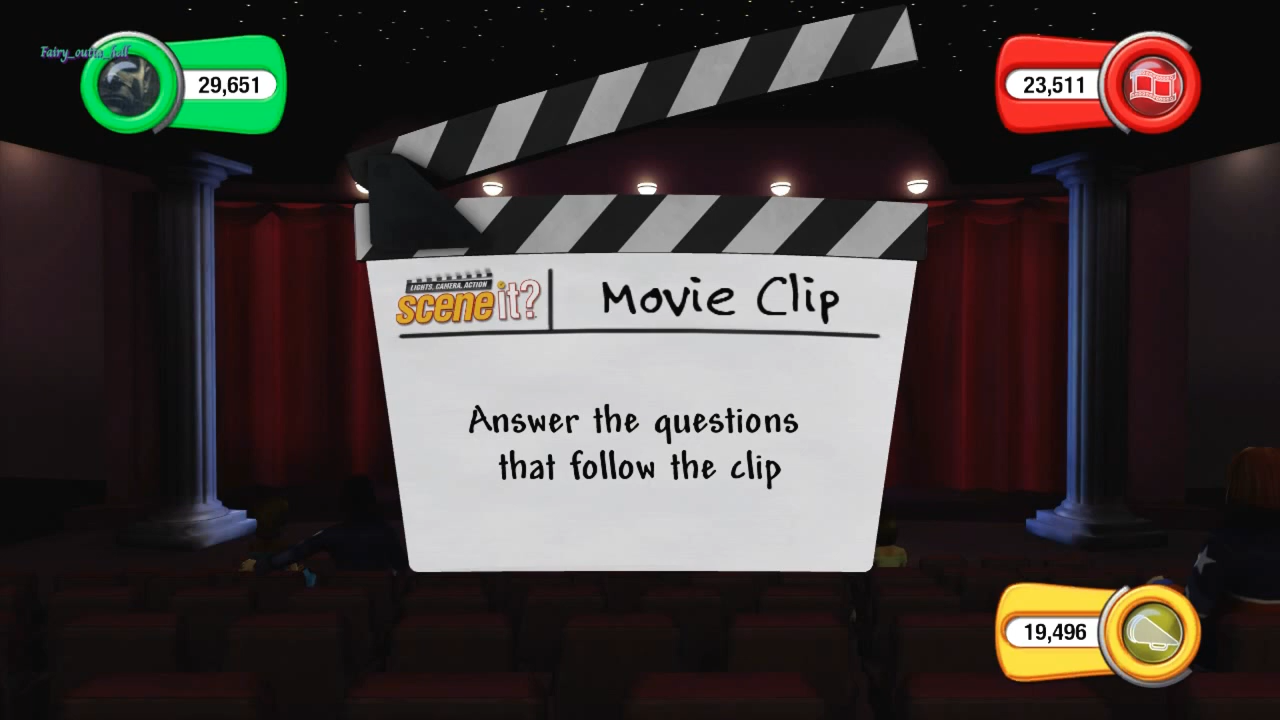 29,651
23,511
LIGHTS, CAMERA, ACTION
scene it?
Movie Clip
Answer the questions
that follow the clip
19,496